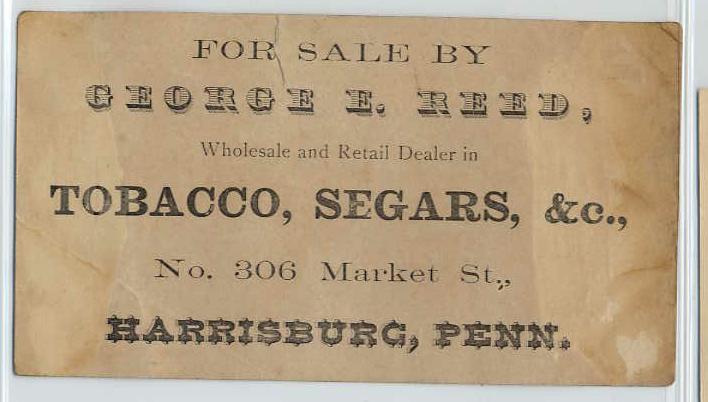 FOR SALE BY
GEORGE E. REED,
Wholesale and Retail Dealer in
TOBACCO, SEGARS, &c.,
No. 306 Market St.,
HARRISBURG, PENN.